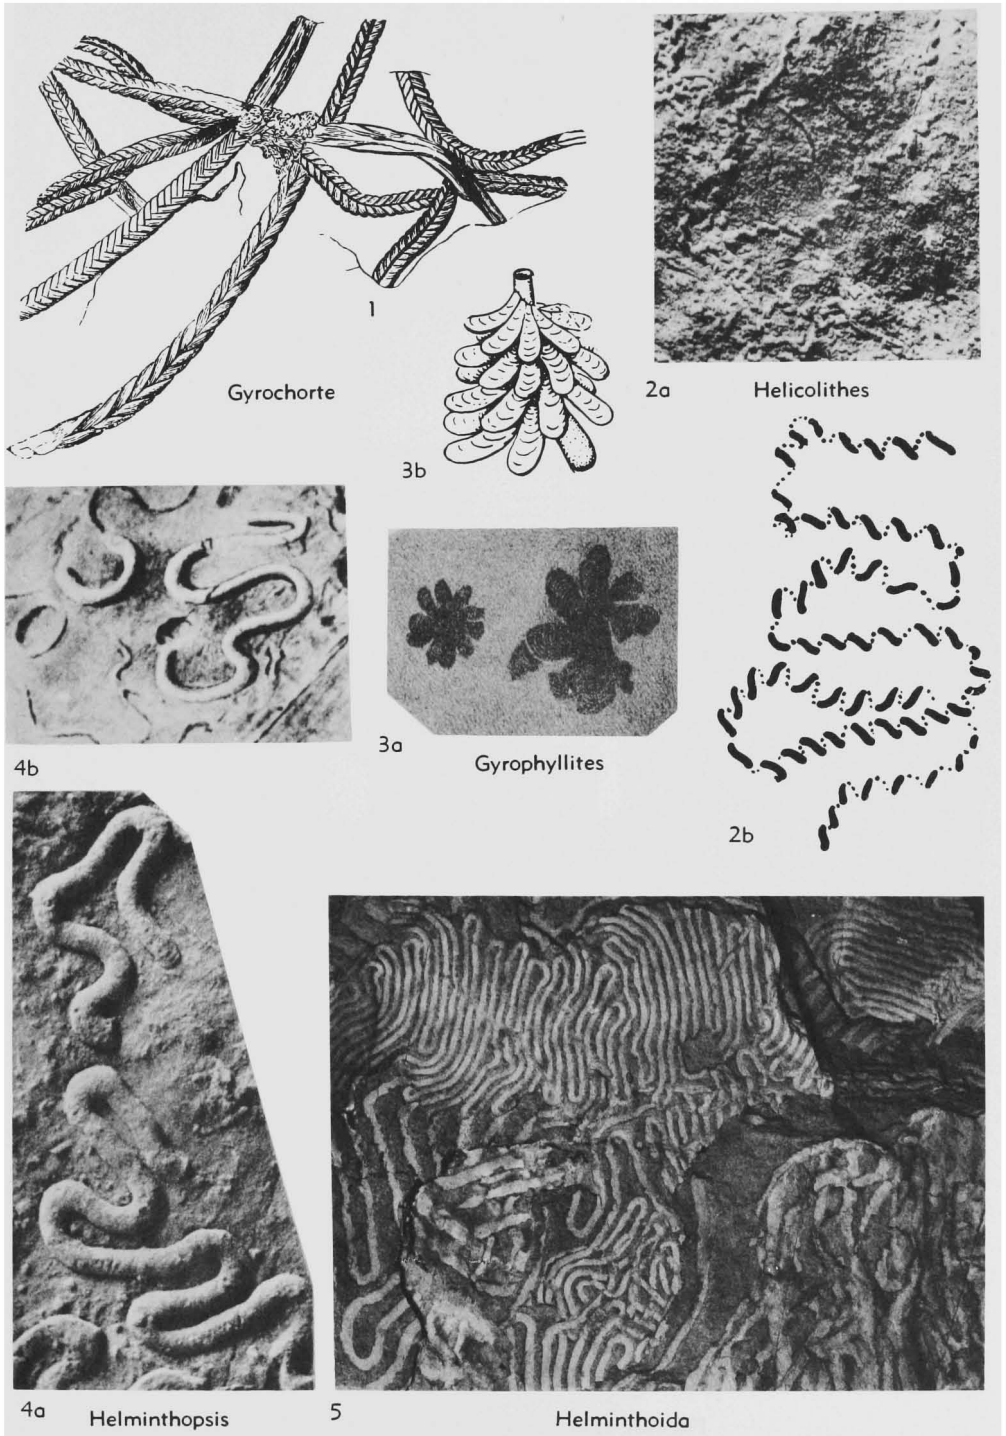 1
Gyrochorte
2a
Helicolithes
3b
3a
Gyrophyllites
4b
2b
4a
Helminthopsis
5
Helminthoida